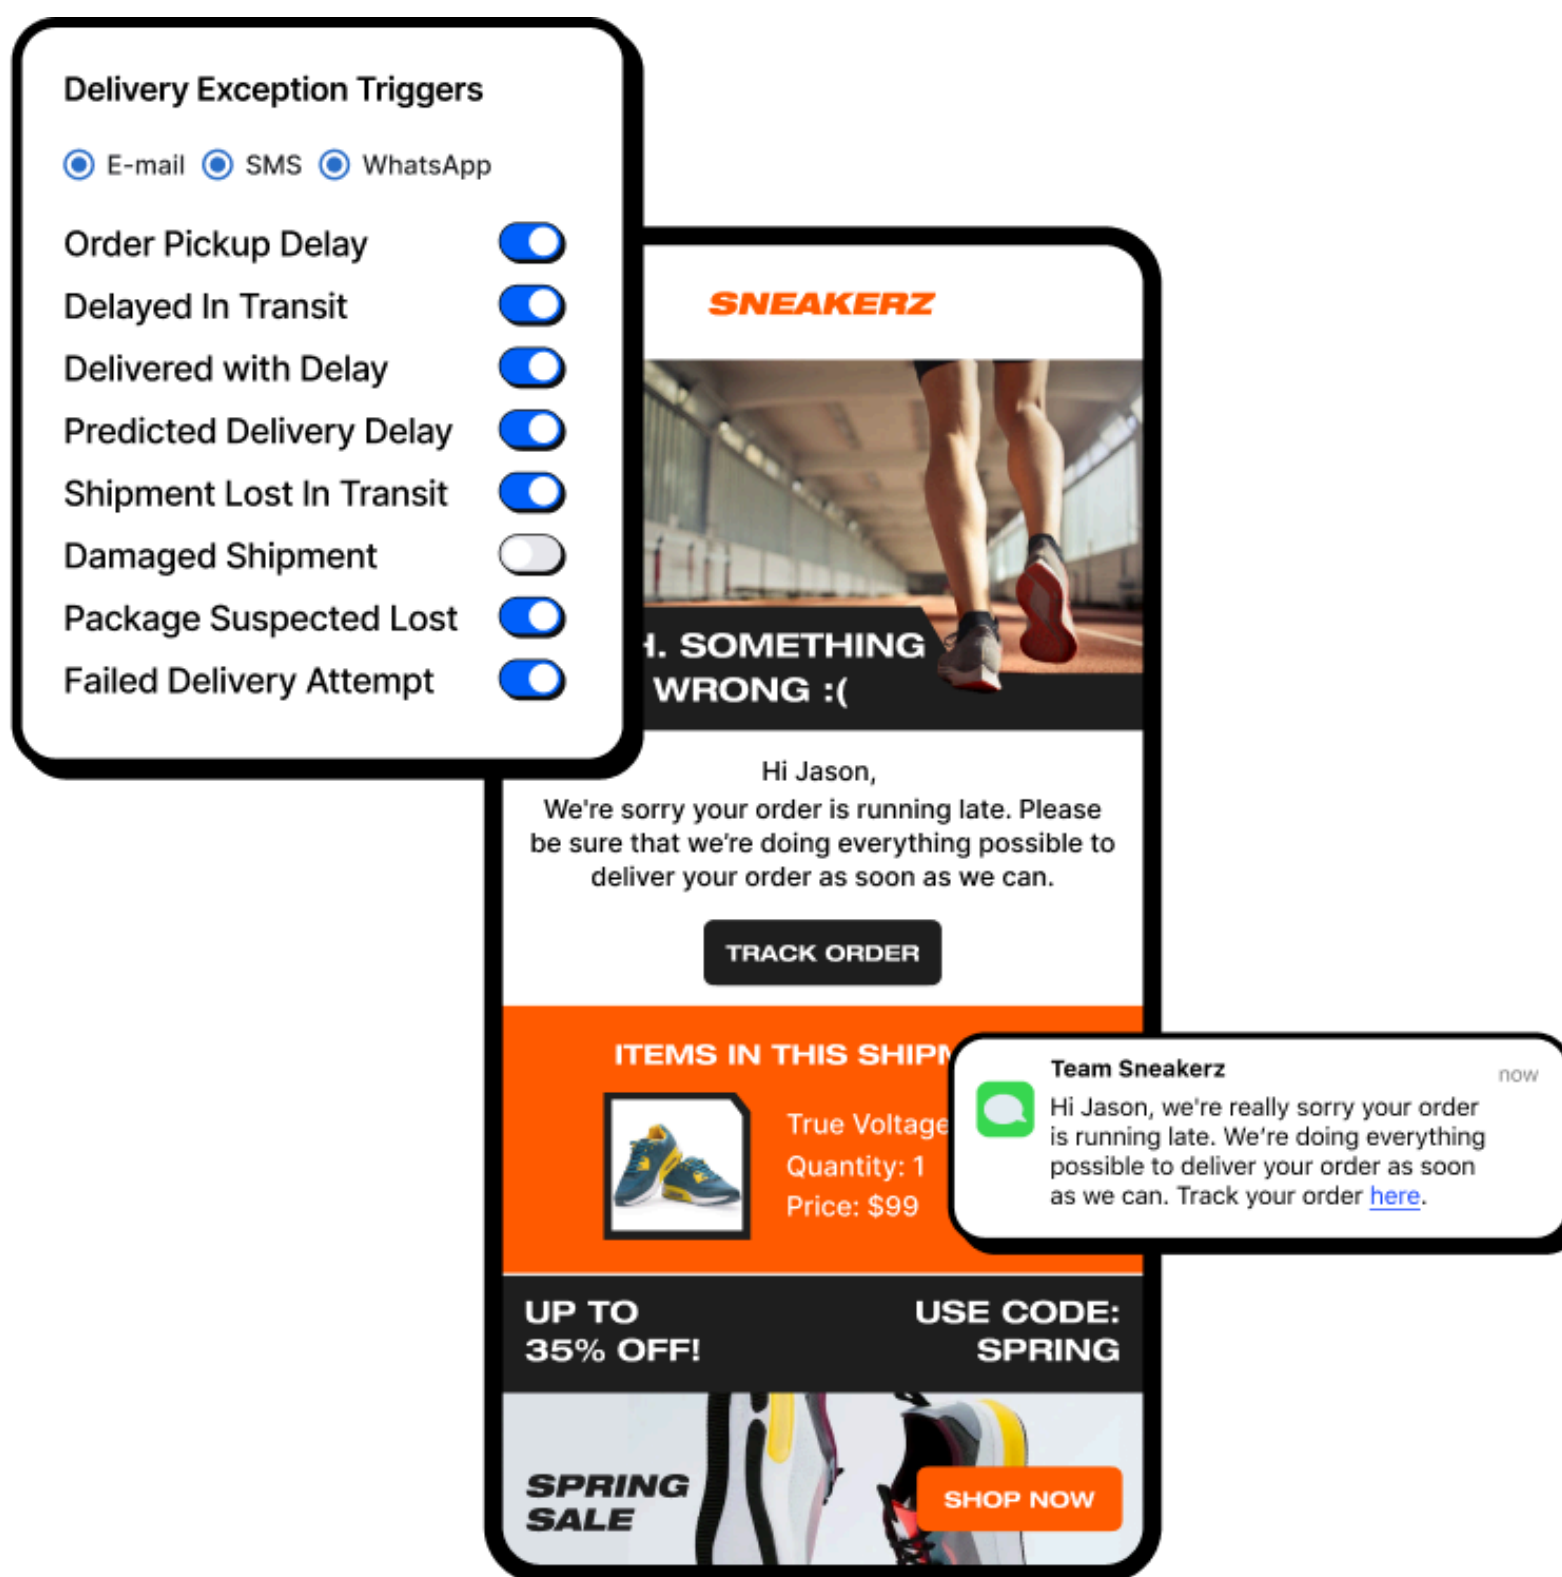 Delivery Exception Triggers
E-mail SMS WhatsApp
Order Pickup Delay
Delayed In Transit
Delivered with Delay
Predicted Delivery Delay
Shipment Lost In Transit
Damaged Shipment
Package Suspected Lost
Failed Delivery Attempt
SNEAKERZ
SOMETHING
WRONG :(
Hi Jason,
We're sorry your order is running late. Please
be sure that we're doing everything possible to
deliver your order as soon as we can.
TRACK ORDER
ITEMS IN THIS
True Voltage
Quantity: 1
Price: $99
Team Sneakerz
now
Hi Jason, we're really sorry your order
is running late. We're doing everything
possible to deliver your order as soon
as we can. Track your order here.
UP TO
35% OFF!
USE CODE:
SPRING
SPRING
SALE
SHOP NOW